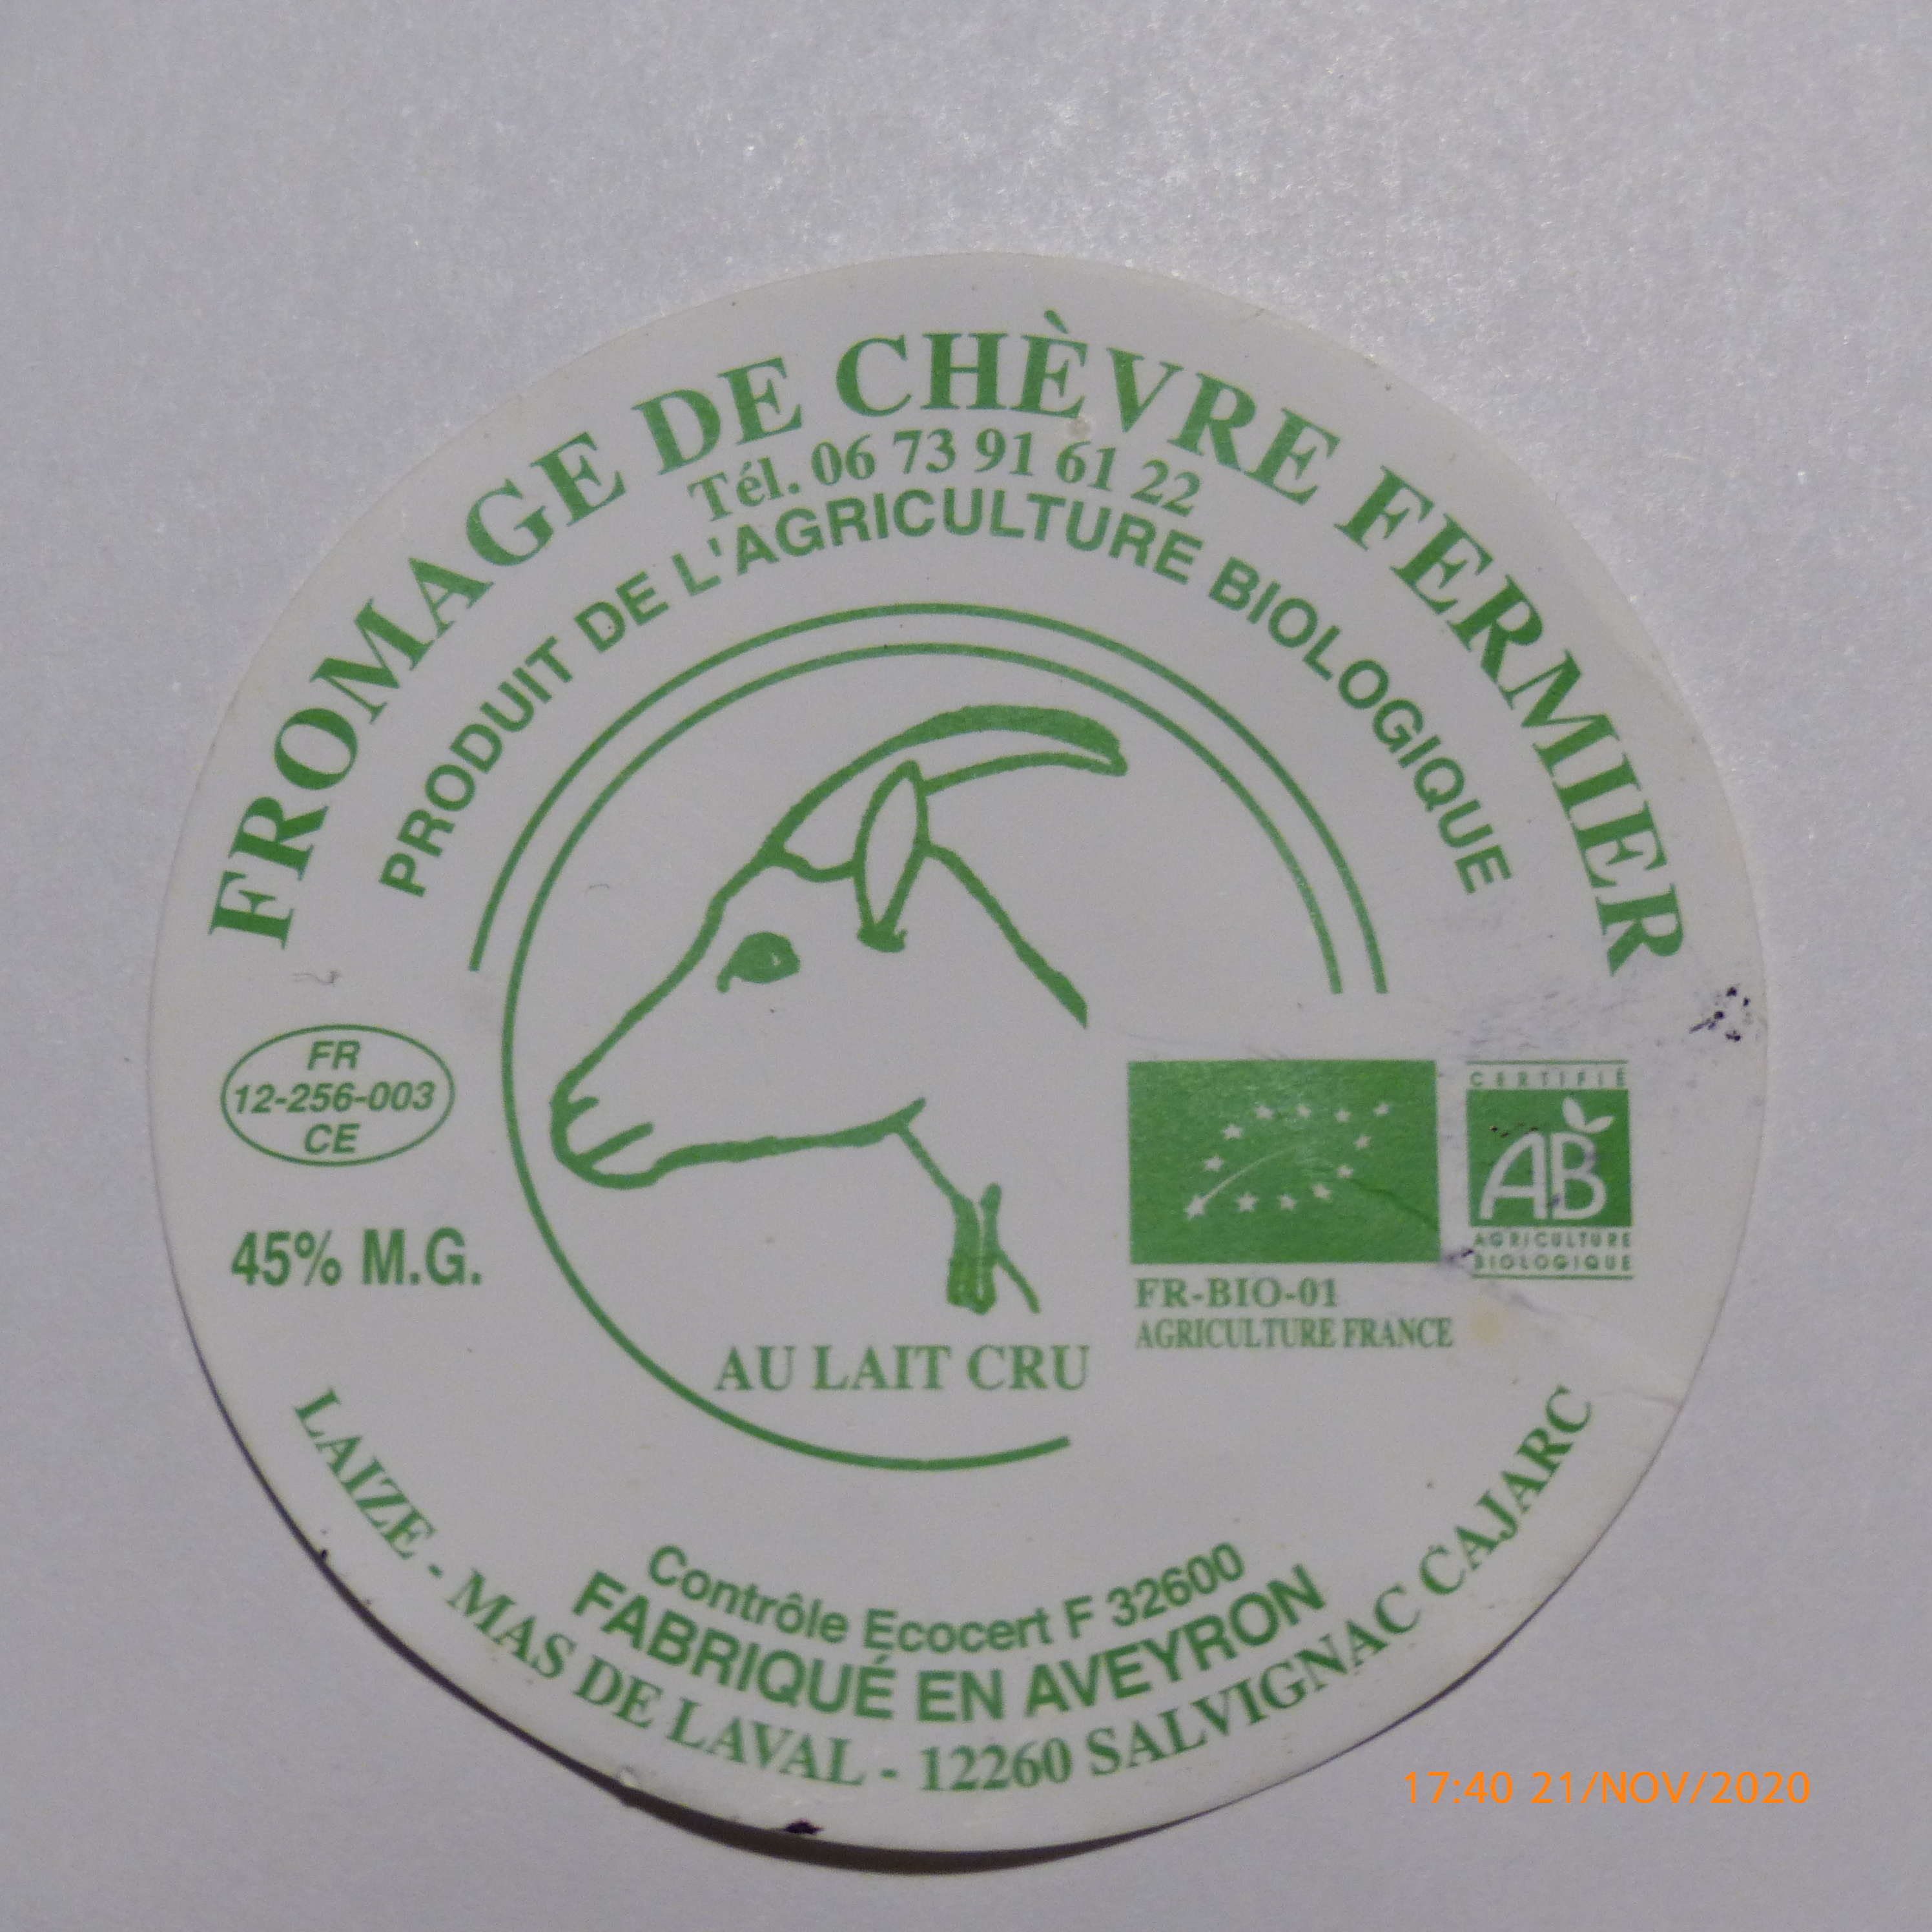 FROMAGE DE CHÈVRE FERMIER
Tél. 06 73 91 61 22
PRODUIT DE L'AGRICULTURE BIOLOGIQUE
FR
12-256-003
CE
45% M.G.
CERTIFIÉ
AB
AGRICULTURE
BIOLOGIQUE
FR-BIO-01
AGRICULTURE FRANCE
AU LAIT CRU
Contrôle Ecocert F 32600
FABRIQUÉ EN AVEYRON
LAIZE - MAS DE LAVAL - 12260 SALVIGNAC CAJARC
17:40 21/NOV/2020